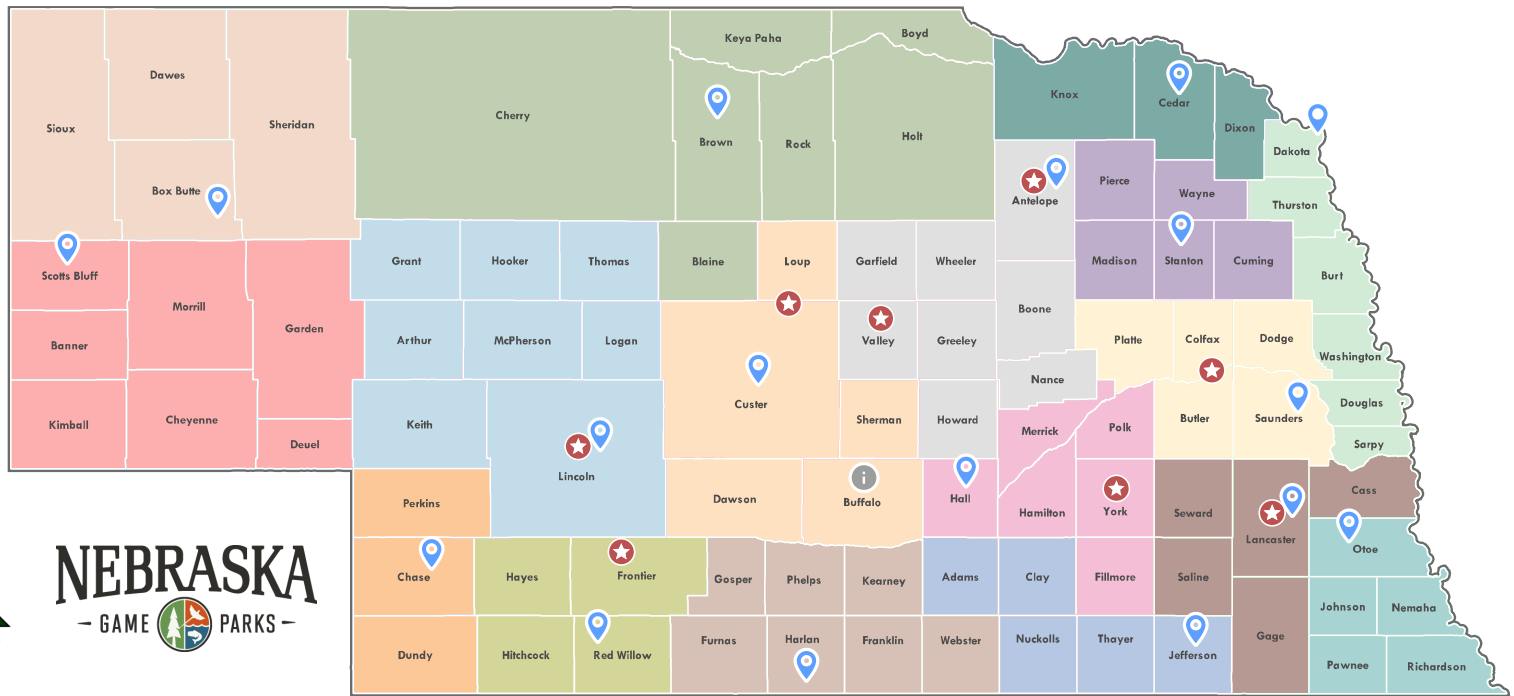 Keya Paha
Boyd
Dawes
Knox
Cedar
Cherry
Sheridan
Sioux
Dixon
Holt
Brown
Rock
Dakota
Pierce
Box Butte
Wayne
Antelope
Thurston
Grant
Hooker
Thomas
Blaine
Loup
Garfield
Wheeler
Madison
Stanton
Cuming
Scotts Bluff
Burt
Morrill
Boone
Garden
Arthur
McPherson
Logan
Valley
Greeley
Platte
Colfax
Dodge
Banner
Washington
Nance
Custer
Douglas
Kimball
Cheyenne
Keith
Sherman
Howard
Merrick
Polk
Butler
Saunders
Deuel
Sarpy
Lincoln
Cass
Perkins
Dawson
Buffalo
i
Hall
Hamilton
York
Seward
Lancaster
Otoe
Chase
Hayes
Frontier
Gosper
Phelps
Kearney
Adams
Clay
Fillmore
Saline
Johnson
Nemaha
Dundy
Hitchcock
Red Willow
Furnas
Harlan
Franklin
Webster
Nuckolls
Thayer
Jefferson
Gage
Pawnee
Richardson
NEBRASKA
- GAME PARKS -